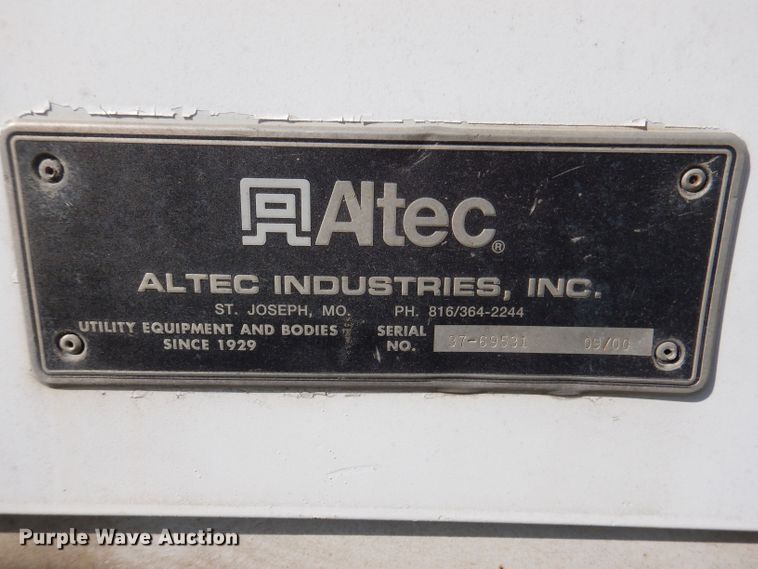 Altec®
ALTEC INDUSTRIES, INC.
ST. JOSEPH, MO. PH. 816/364-2244
UTILITY EQUIPMENT AND BODIES
SINCE 1929
SERIAL
NO. 37-69531 09/00
Purple Wave Auction